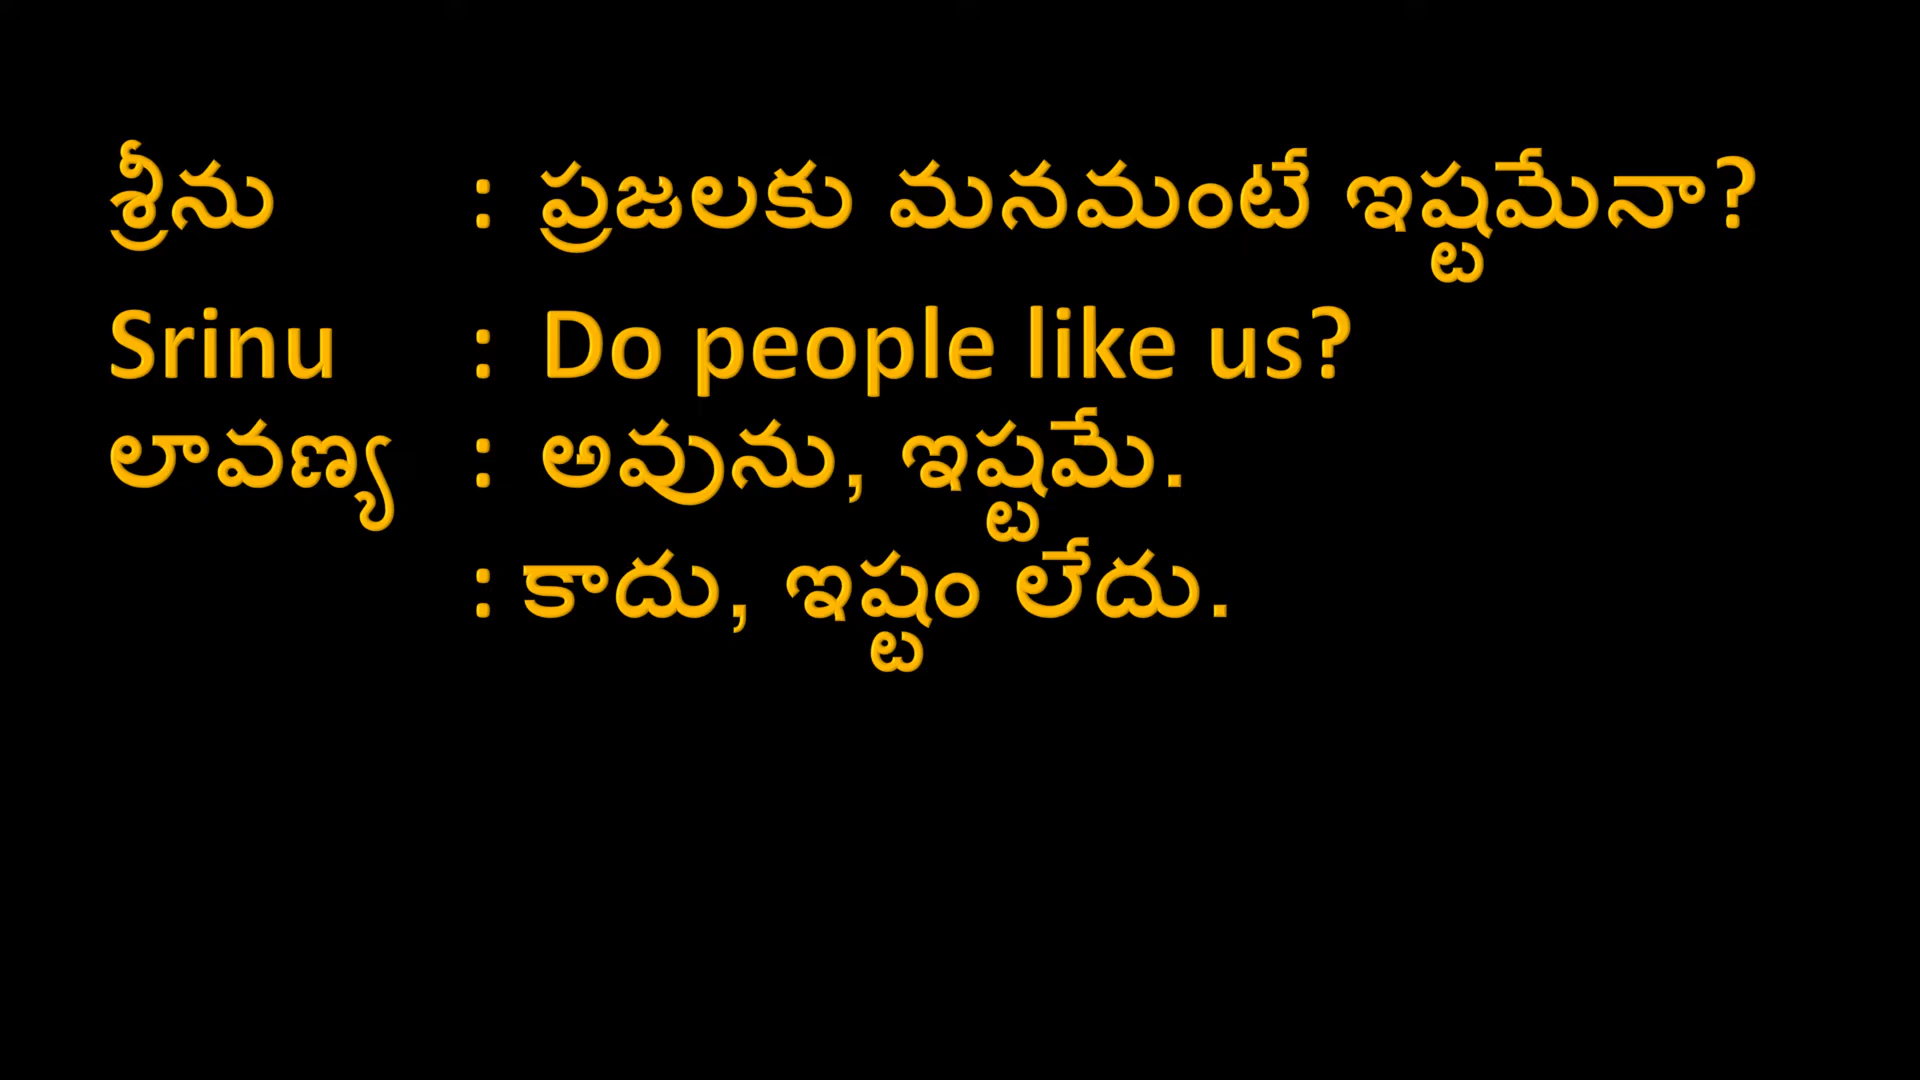 శ్రీను : ప్రజలకు మనమంటే ఇష్టమేనా?
Srinu : Do people like us?
లావణ్య : అవును, ఇష్టమే.
: కాదు, ఇష్టం లేదు.